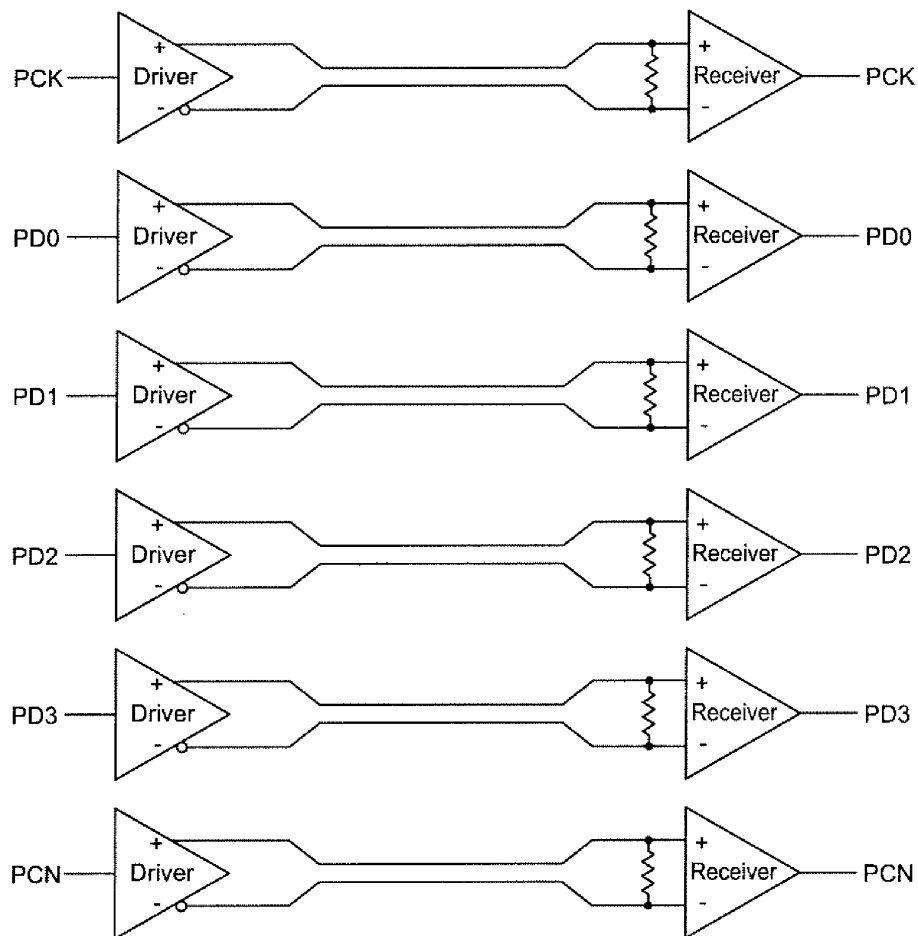 PCK + Driver - + Receiver - PCK
PD0 + Driver - + Receiver - PD0
PD1 + Driver - + Receiver - PD1
PD2 + Driver - + Receiver - PD2
PD3 + Driver - + Receiver - PD3
PCN + Driver - + Receiver - PCN